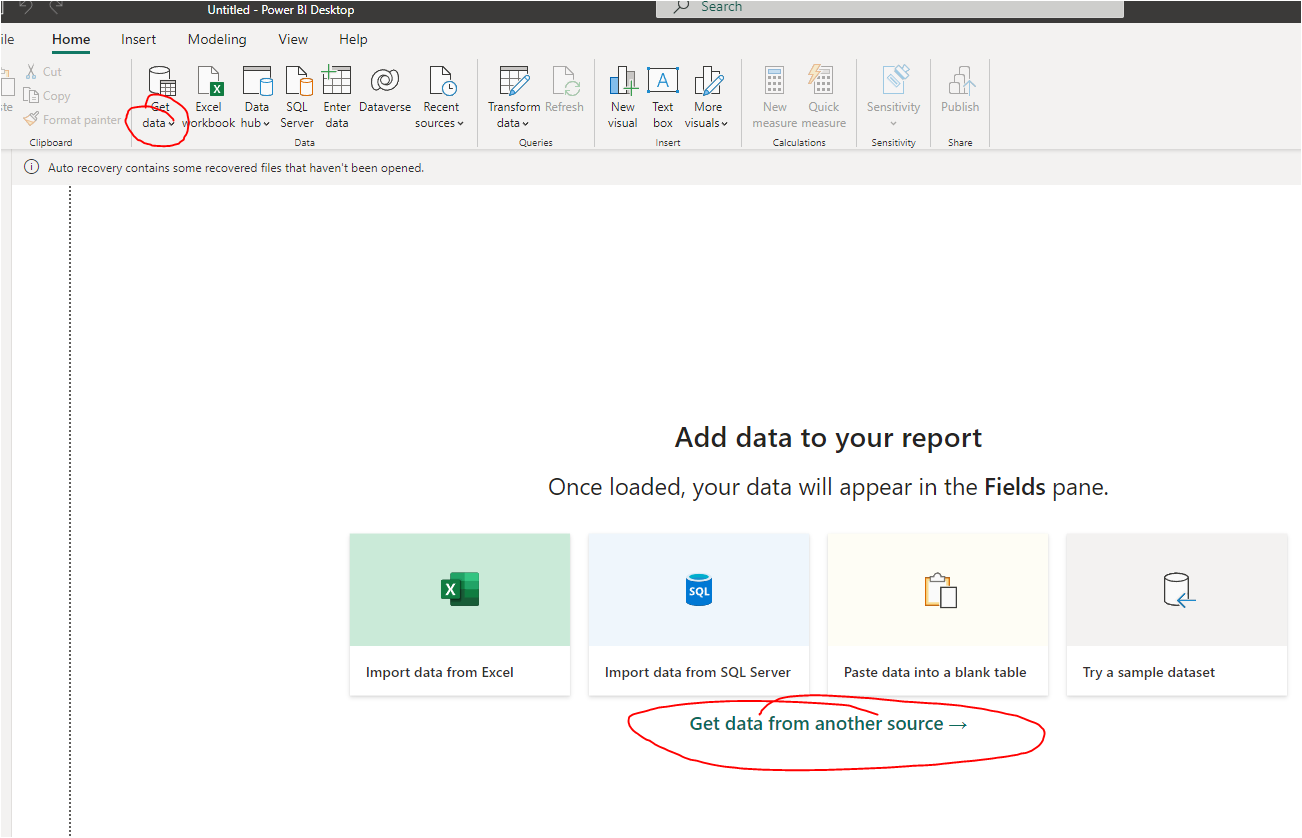 Untitled - Power BI Desktop
Search
ile
Home
Insert
Modeling
View
Help
Cut
Copy
Format painter
Clipboard
Get
data
Excel
workbook
Data
hub
SQL
Server
Enter
data
Dataverse
Recent
sources
Data
Transform
data
Refresh
Queries
New
visual
Text
box
More
visuals
Insert
New
measure
Quick
measure
Calculations
Sensitivity
Sensitivity
Publish
Share
ste
Auto recovery contains some recovered files that haven't been opened.
Add data to your report
Once loaded, your data will appear in the Fields pane.
Import data from Excel
SQL
Import data from SQL Server
Paste data into a blank table
Try a sample dataset
Get data from another source →